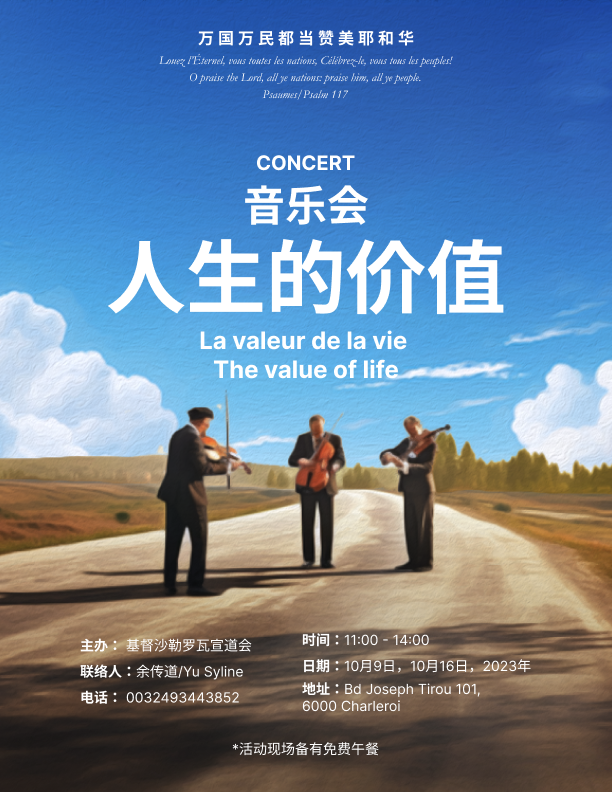 万国万民都当赞美耶和华
Louez l'Éternel, vous toutes les nations, Célébrez-le, vous tous les peuples!
O praise the Lord, all ye nations: praise him, all ye people.
Psaumes/Psalm 117
CONCERT
音乐会
人生的价值
La valeur de la vie
The value of life
主办： 基督沙勒罗瓦宣道会
联络人：余传道/Yu Syline
电话： 0032493443852
时间：11:00 - 14:00
日期：10月9日，10月16日，2023年
地址：Bd Joseph Tirou 101,
6000 Charleroi
*活动现场备有免费午餐